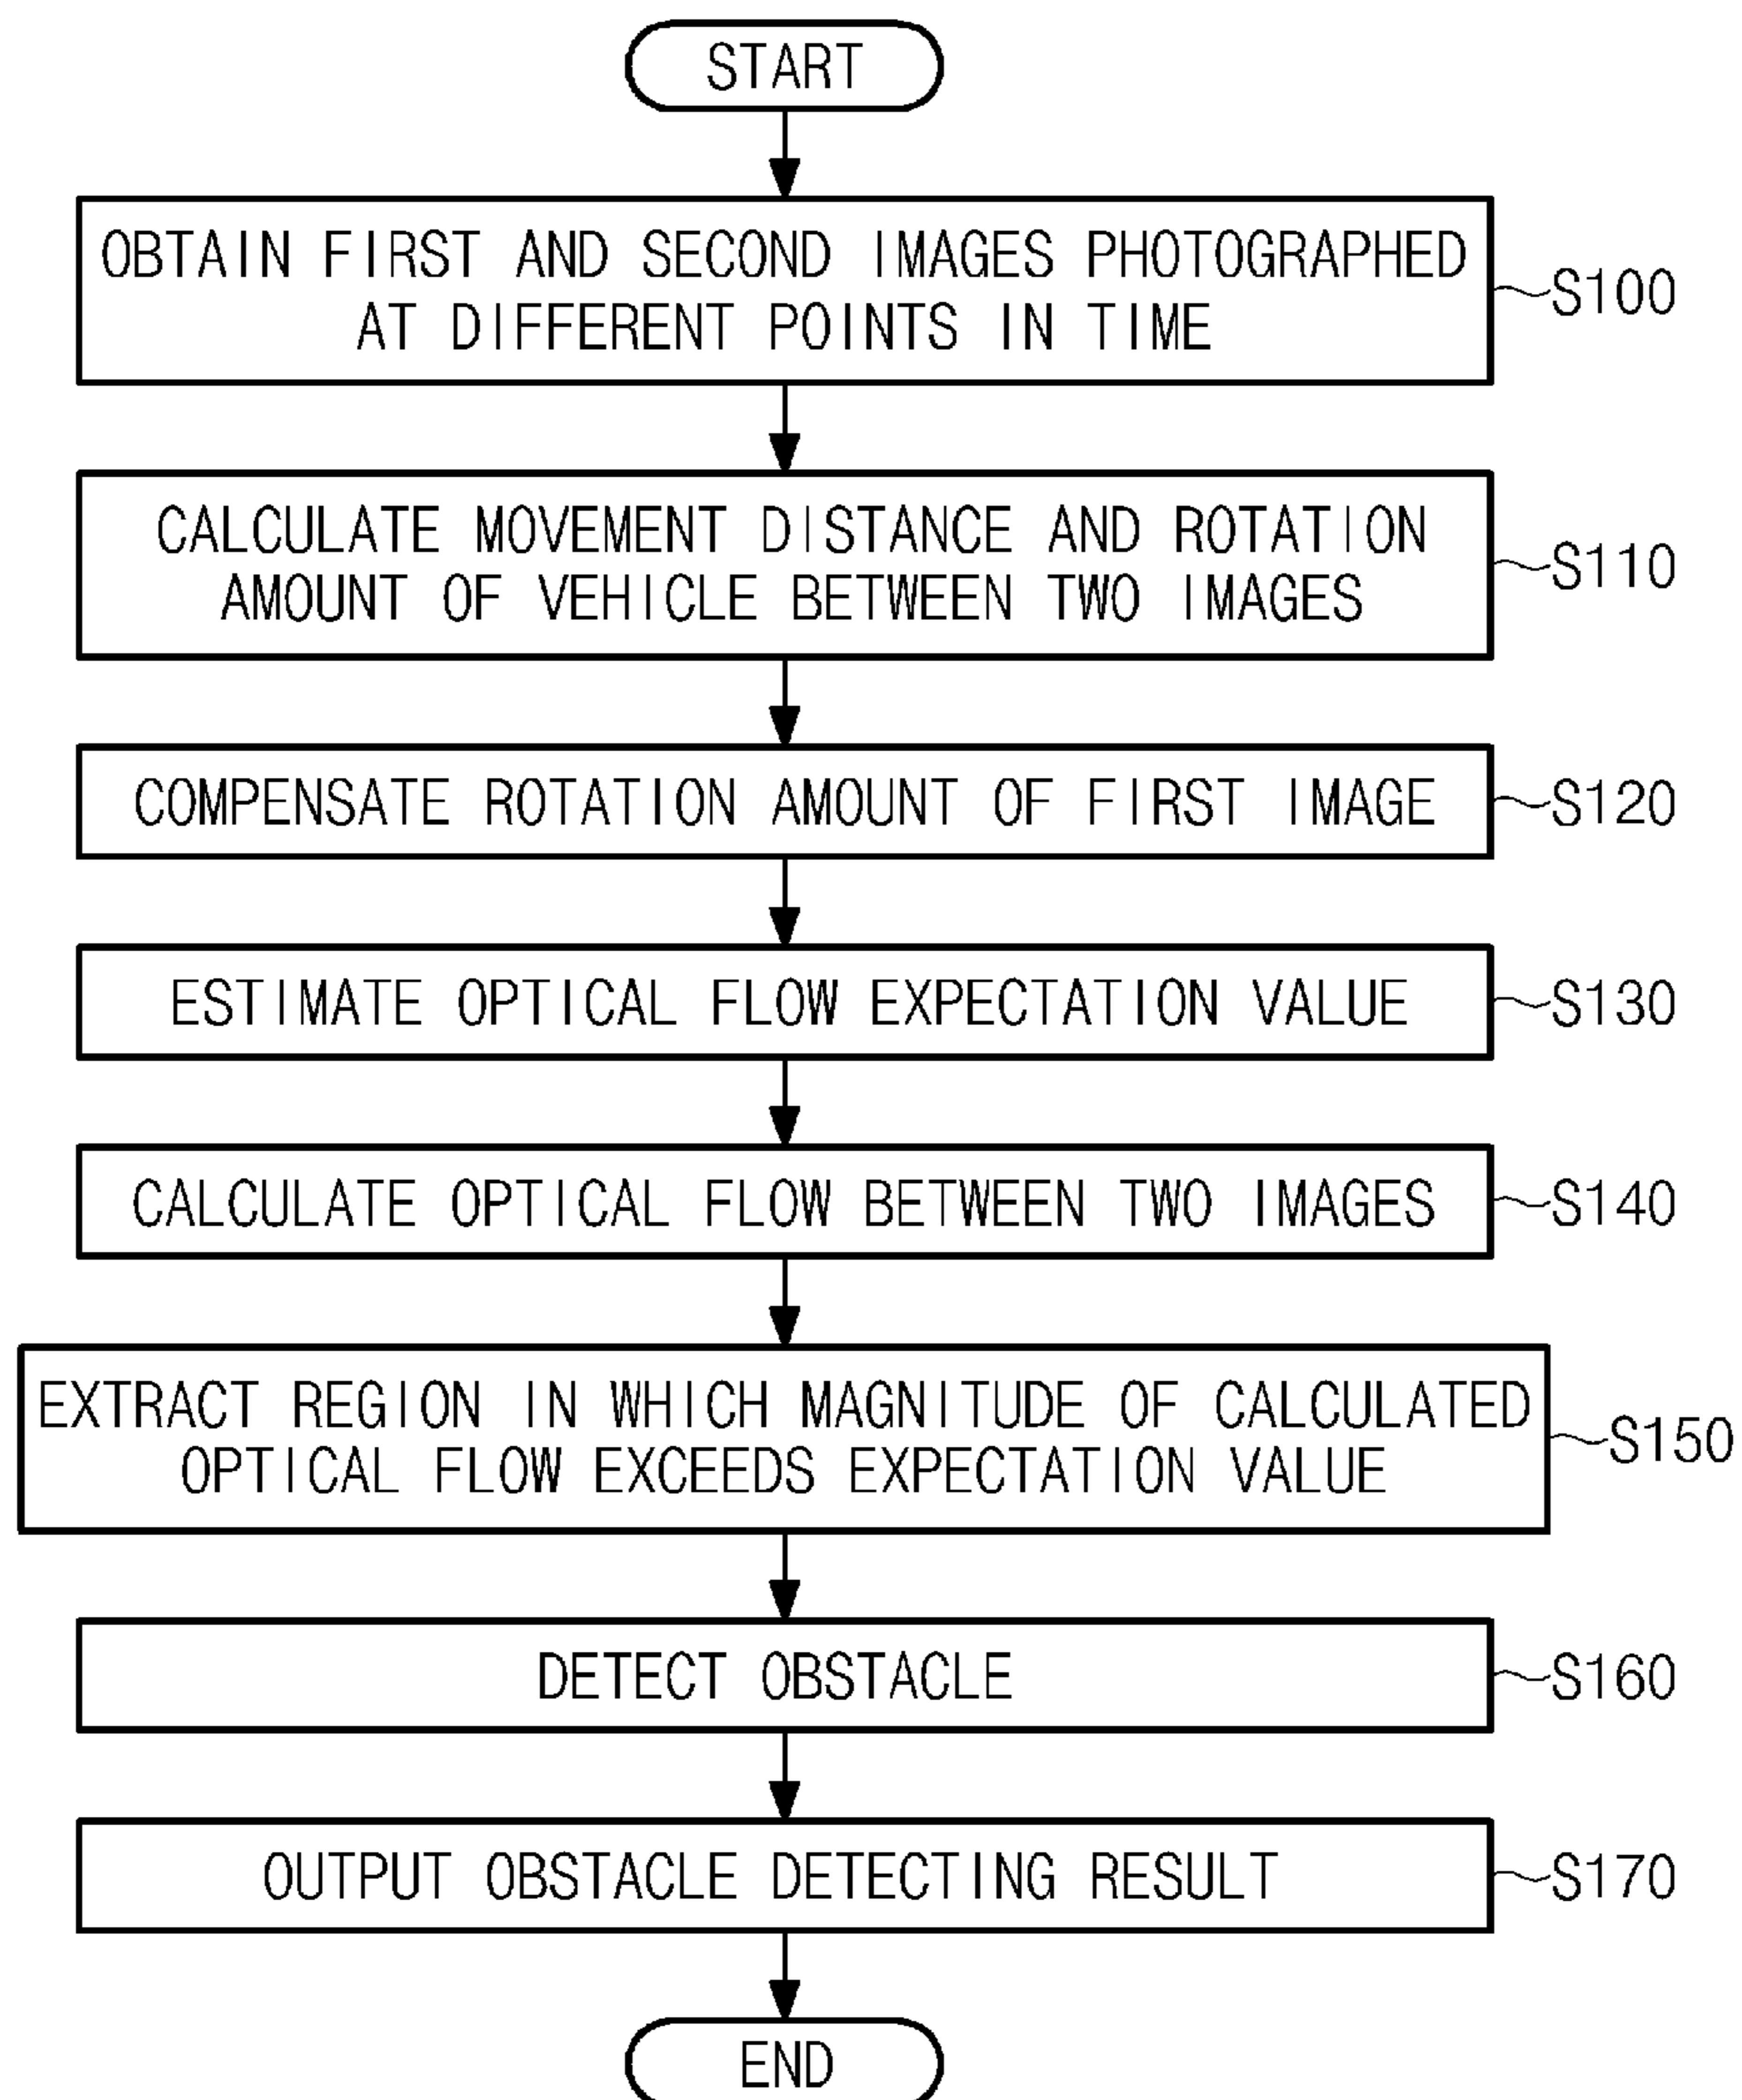 START
OBTAIN FIRST AND SECOND IMAGES PHOTOGRAPHED
AT DIFFERENT POINTS IN TIME
S100
CALCULATE MOVEMENT DISTANCE AND ROTATION
AMOUNT OF VEHICLE BETWEEN TWO IMAGES
S110
COMPENSATE ROTATION AMOUNT OF FIRST IMAGE
S120
ESTIMATE OPTICAL FLOW EXPECTATION VALUE
S130
CALCULATE OPTICAL FLOW BETWEEN TWO IMAGES
S140
EXTRACT REGION IN WHICH MAGNITUDE OF CALCULATED
OPTICAL FLOW EXCEEDS EXPECTATION VALUE
S150
DETECT OBSTACLE
S160
OUTPUT OBSTACLE DETECTING RESULT
S170
END